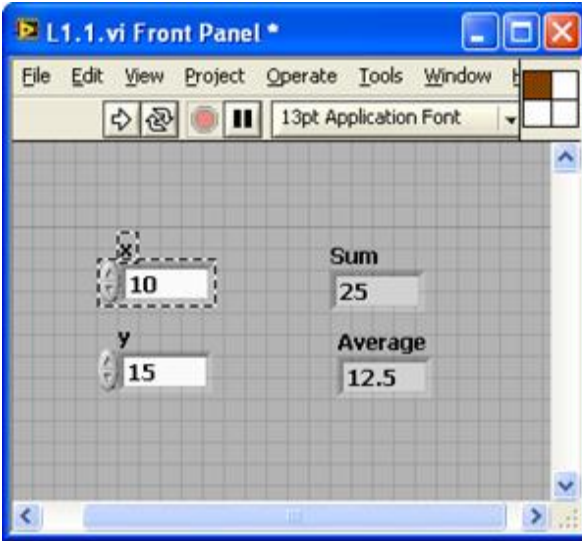 L1.1.vi Front Panel *
File Edit View Project Operate Tools Window
13pt Application Font
x
10
Sum
25
y
15
Average
12.5